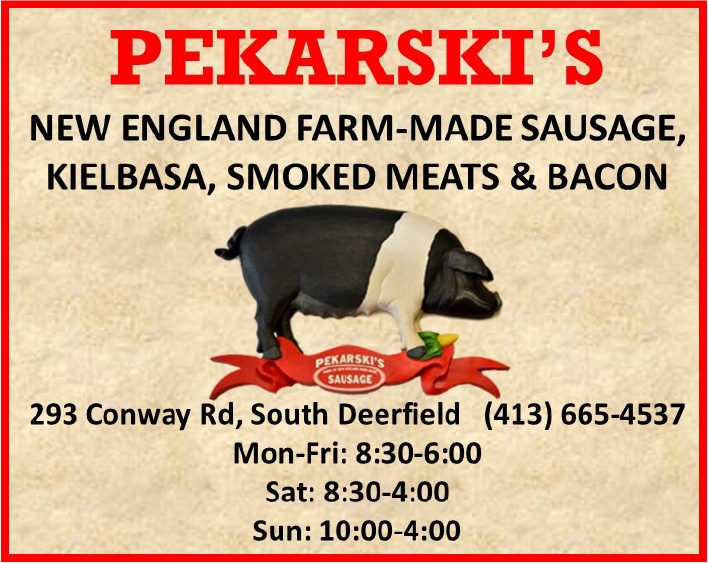 PEKARSKI'S
NEW ENGLAND FARM-MADE SAUSAGE,
KIELBASA, SMOKED MEATS & BACON
PEKARSKI'S
SAUSAGE
293 Conway Rd, South Deerfield (413) 665-4537
Mon-Fri: 8:30-6:00
Sat: 8:30-4:00
Sun: 10:00-4:00